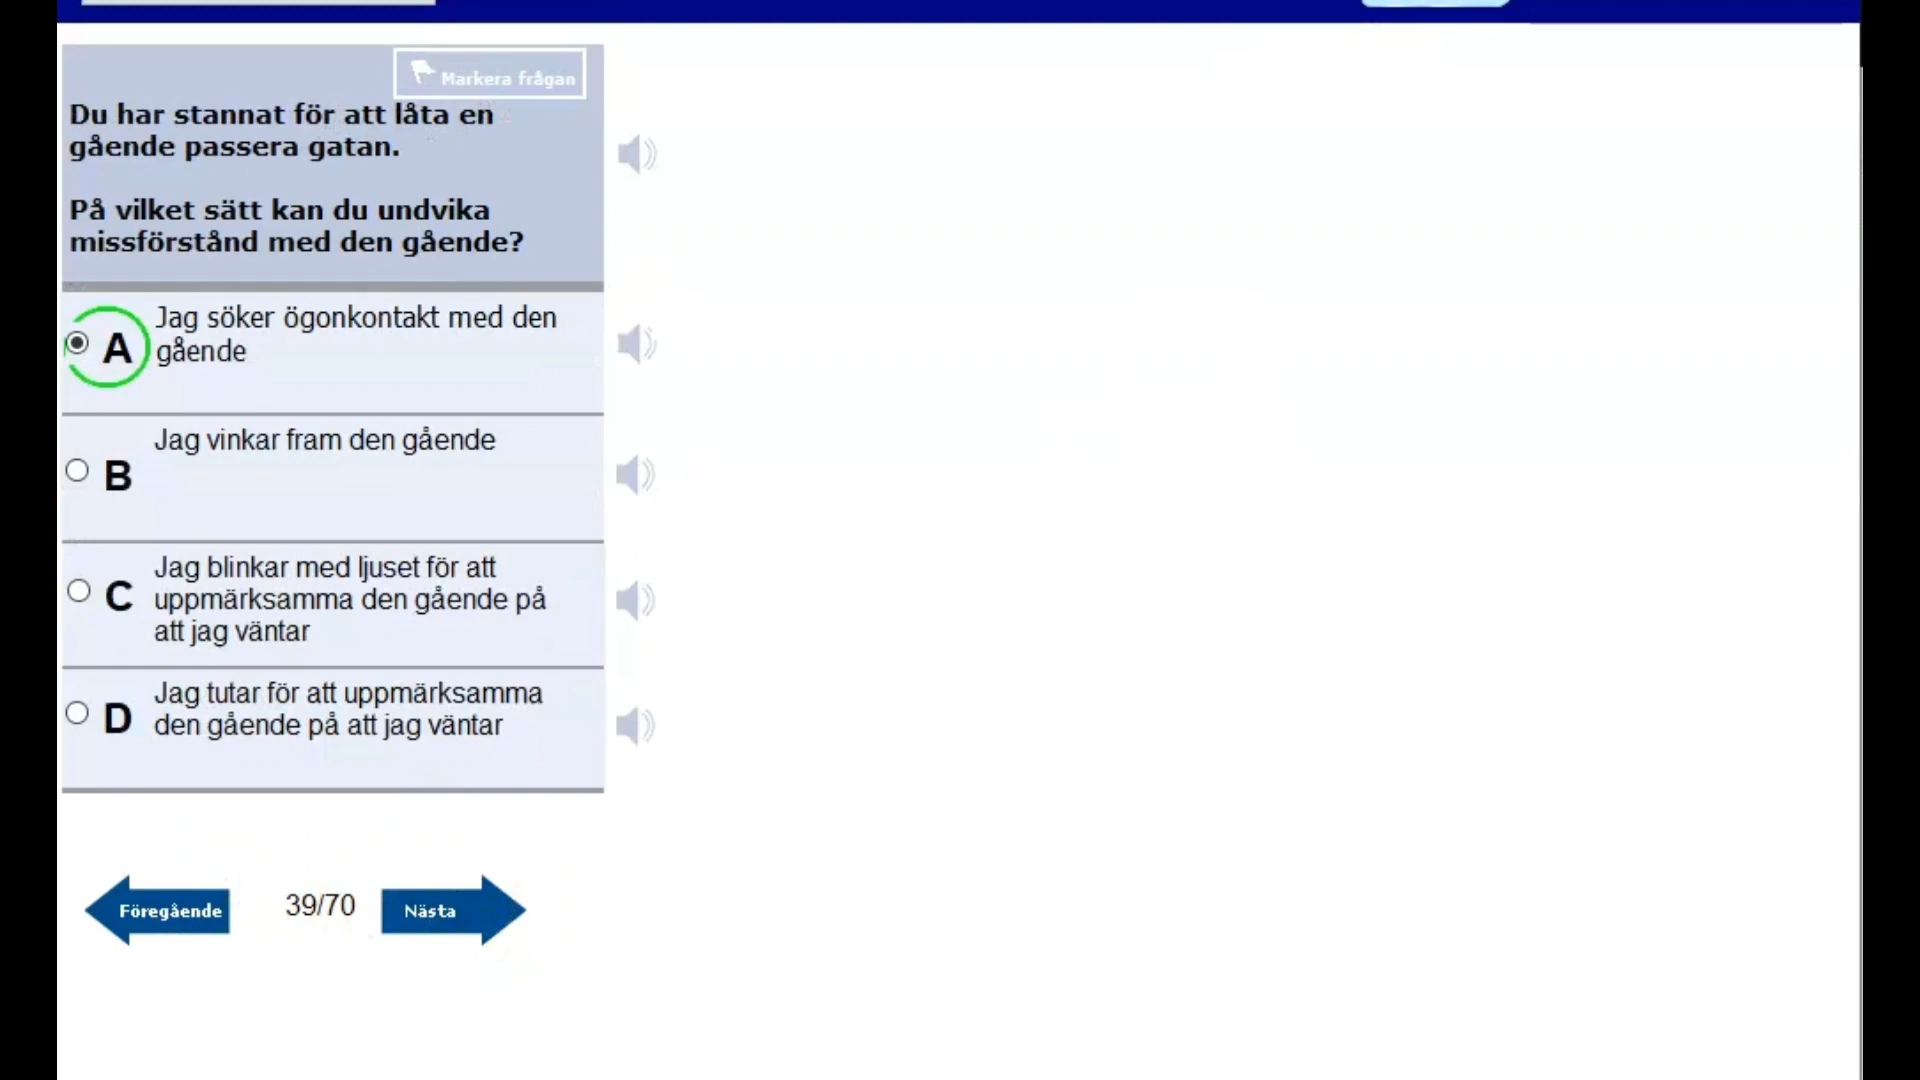 Markera frågan
Du har stannat för att låta en
gående passera gatan.
På vilket sätt kan du undvika
missförstånd med den gående?
A
Jag söker ögonkontakt med den
gående
B
Jag vinkar fram den gående
C
Jag blinkar med ljuset för att
uppmärksamma den gående på
att jag väntar
D
Jag tutar för att uppmärksamma
den gående på att jag väntar
Föregående
39/70
Nästa